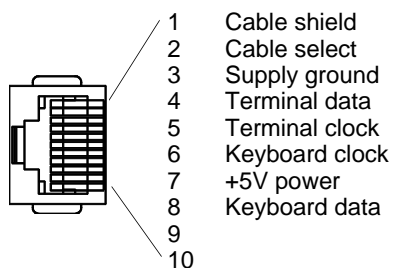 1 Cable shield
2 Cable select
3 Supply ground
4 Terminal data
5 Terminal clock
6 Keyboard clock
7 +5V power
8 Keyboard data
9
10